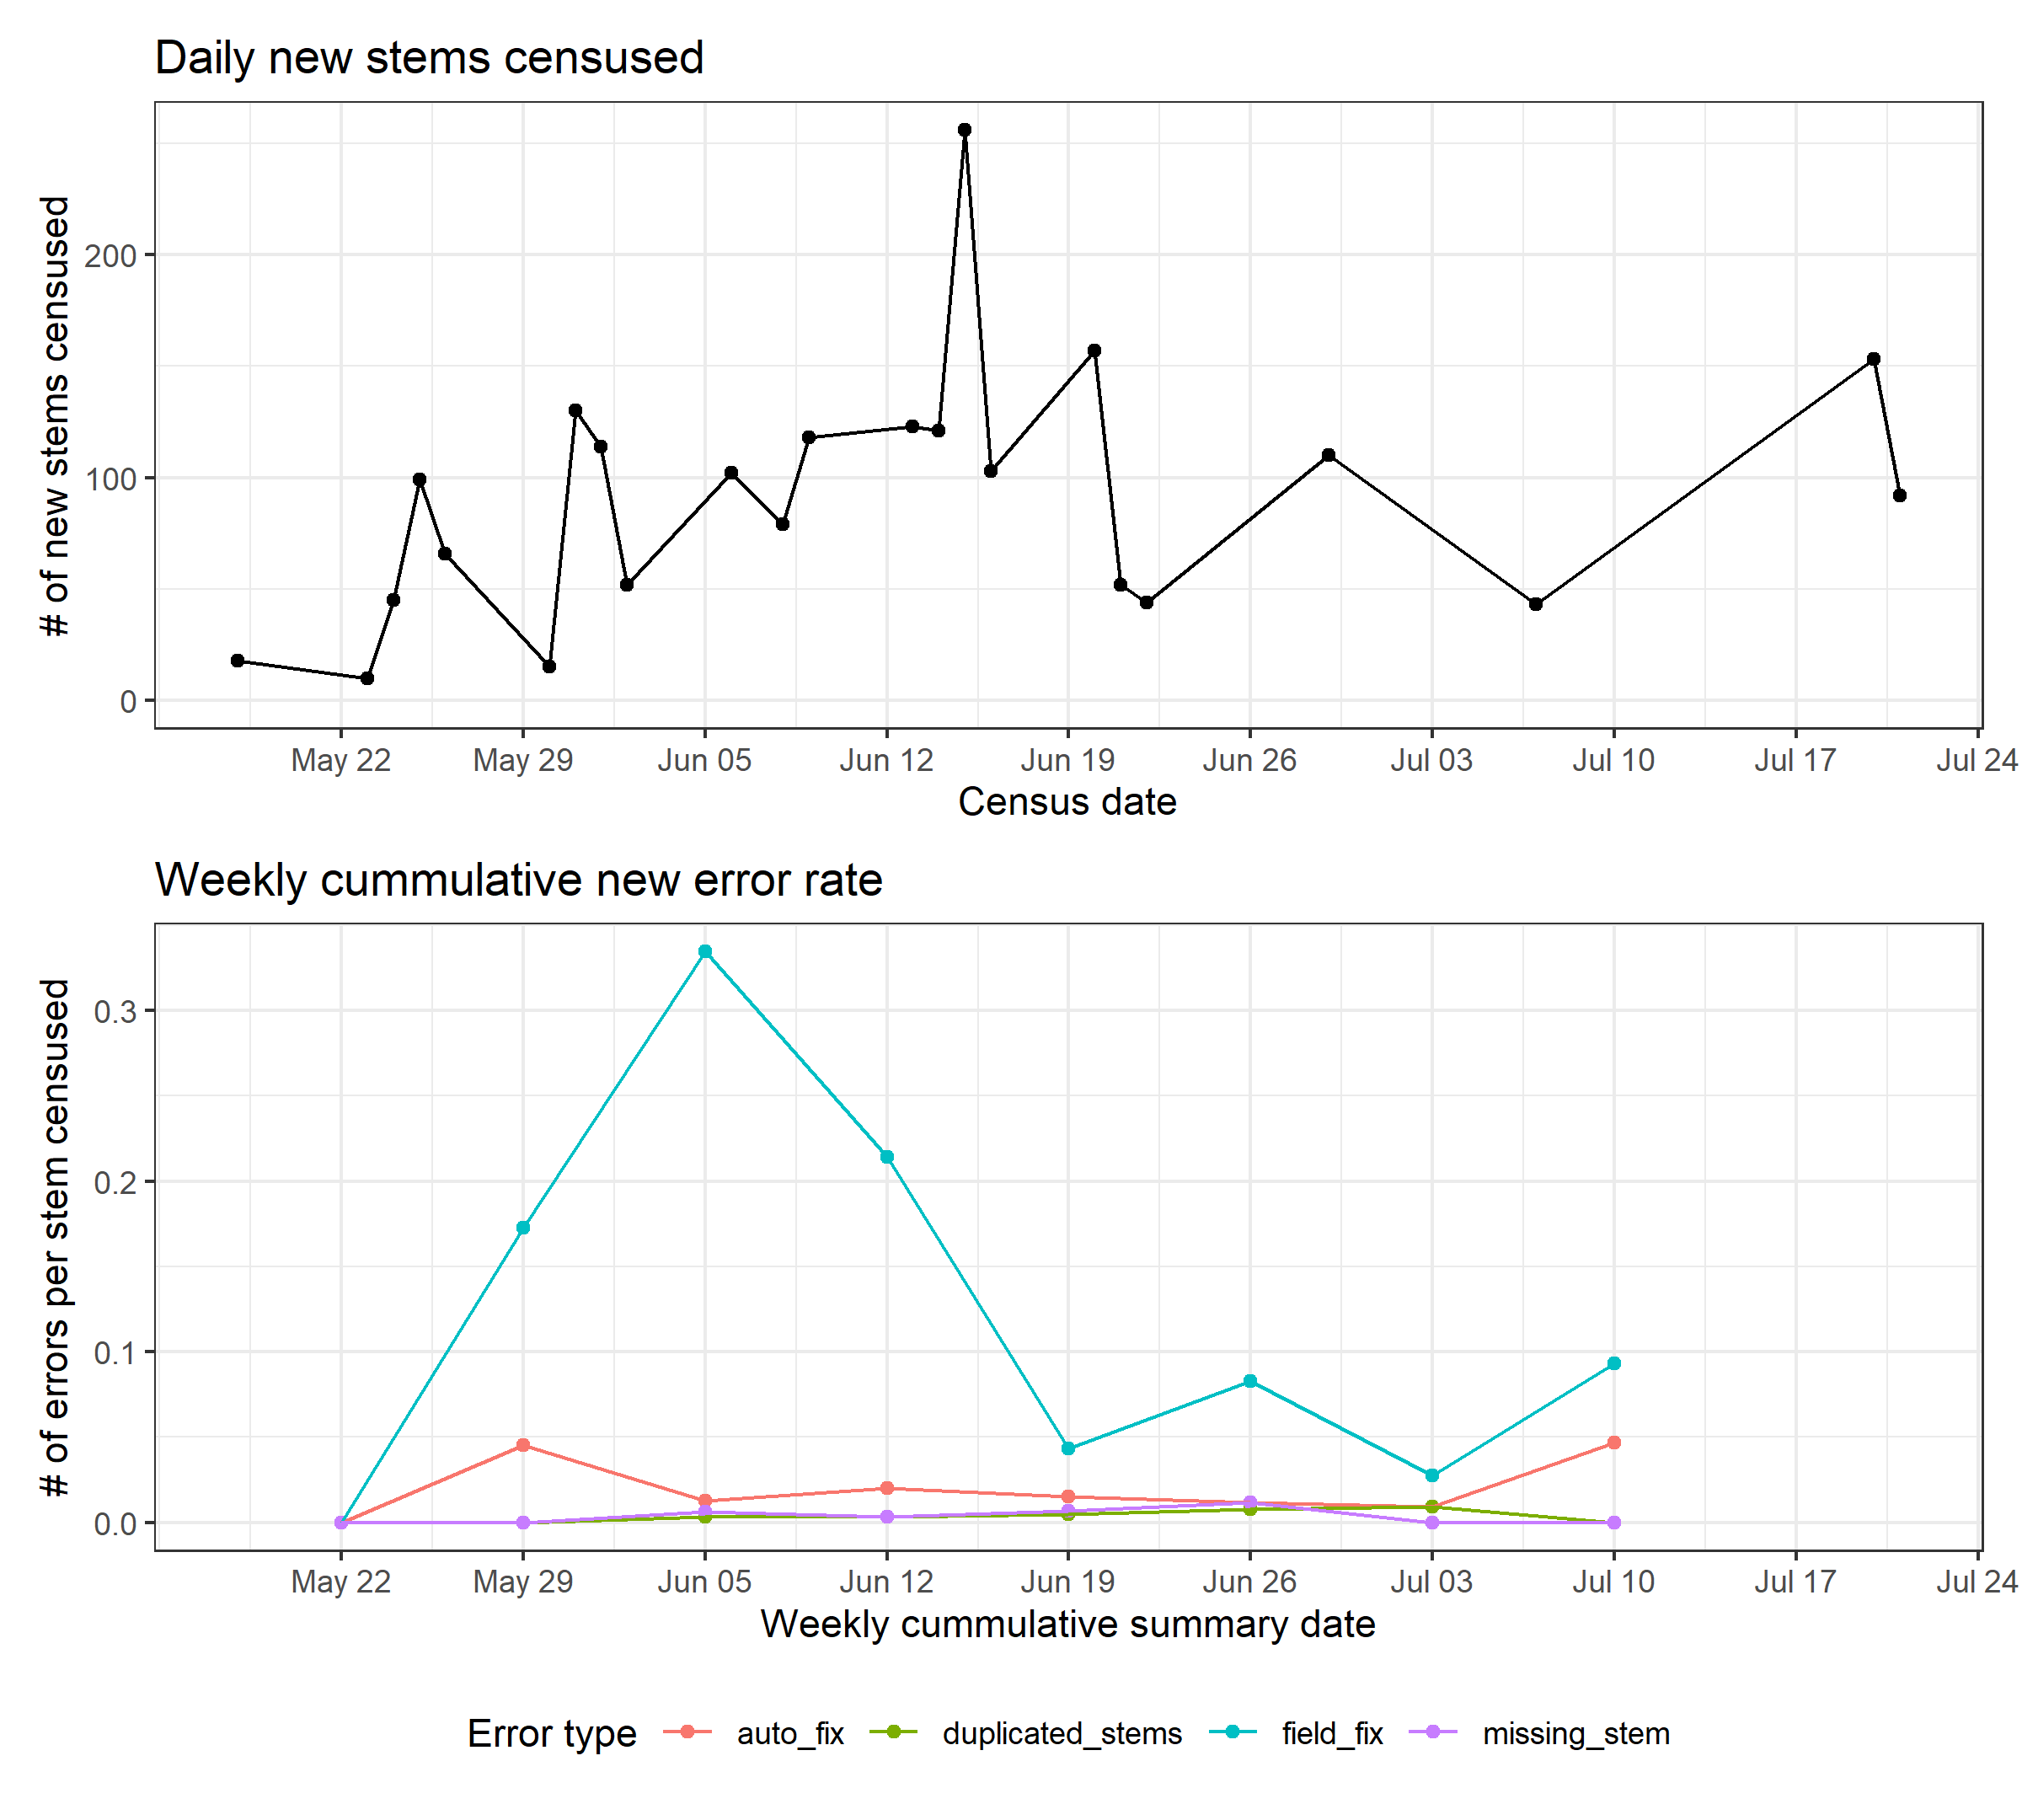 Daily new stems censused
# of new stems censused
200
100
0
May 22 May 29 Jun 05 Jun 12 Jun 19 Jun 26 Jul 03 Jul 10 Jul 17 Jul 24
Census date
Weekly cummulative new error rate
# of errors per stem censused
0.3
0.2
0.1
0.0
May 22 May 29 Jun 05 Jun 12 Jun 19 Jun 26 Jul 03 Jul 10 Jul 17 Jul 24
Weekly cummulative summary date
Error type auto_fix duplicated_stems field_fix missing_stem